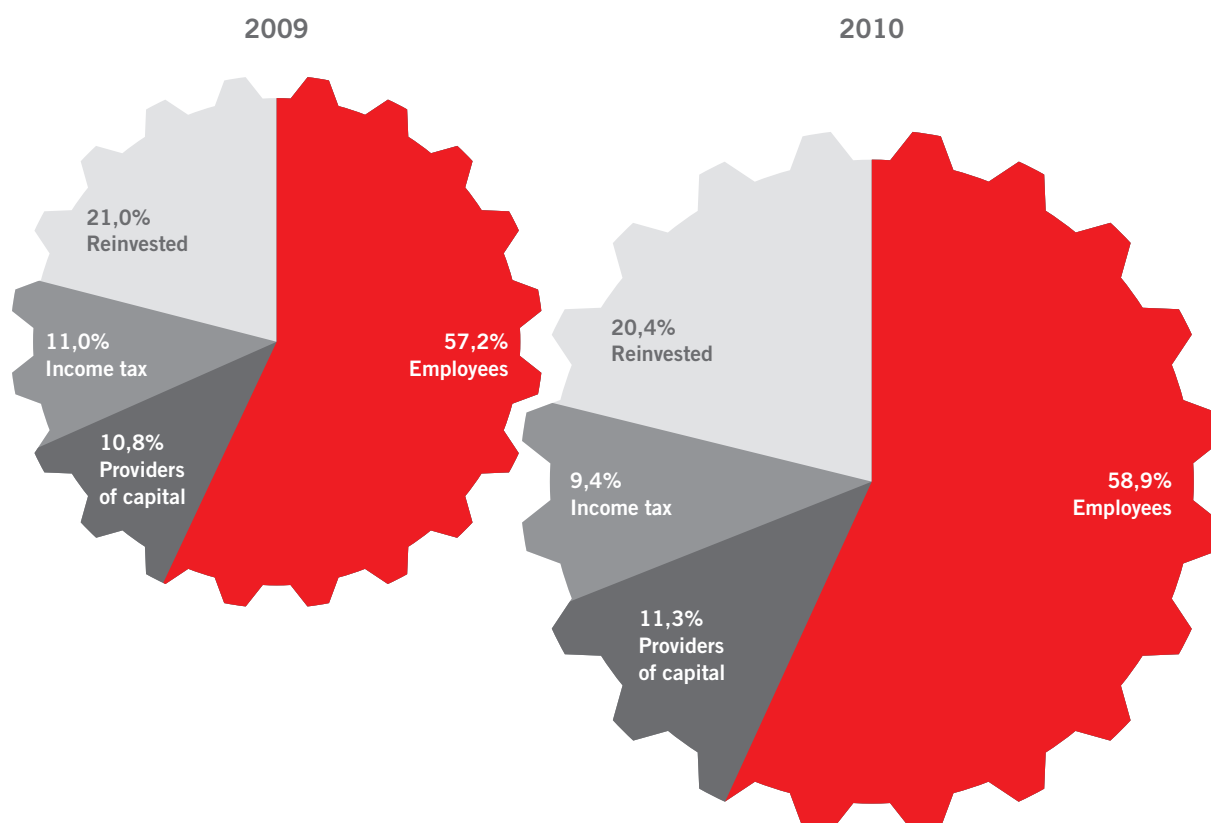 2009
21,0%
Reinvested
11,0%
Income tax
10,8%
Providers
of capital
57,2%
Employees
2010
20,4%
Reinvested
9,4%
Income tax
11,3%
Providers
of capital
58,9%
Employees